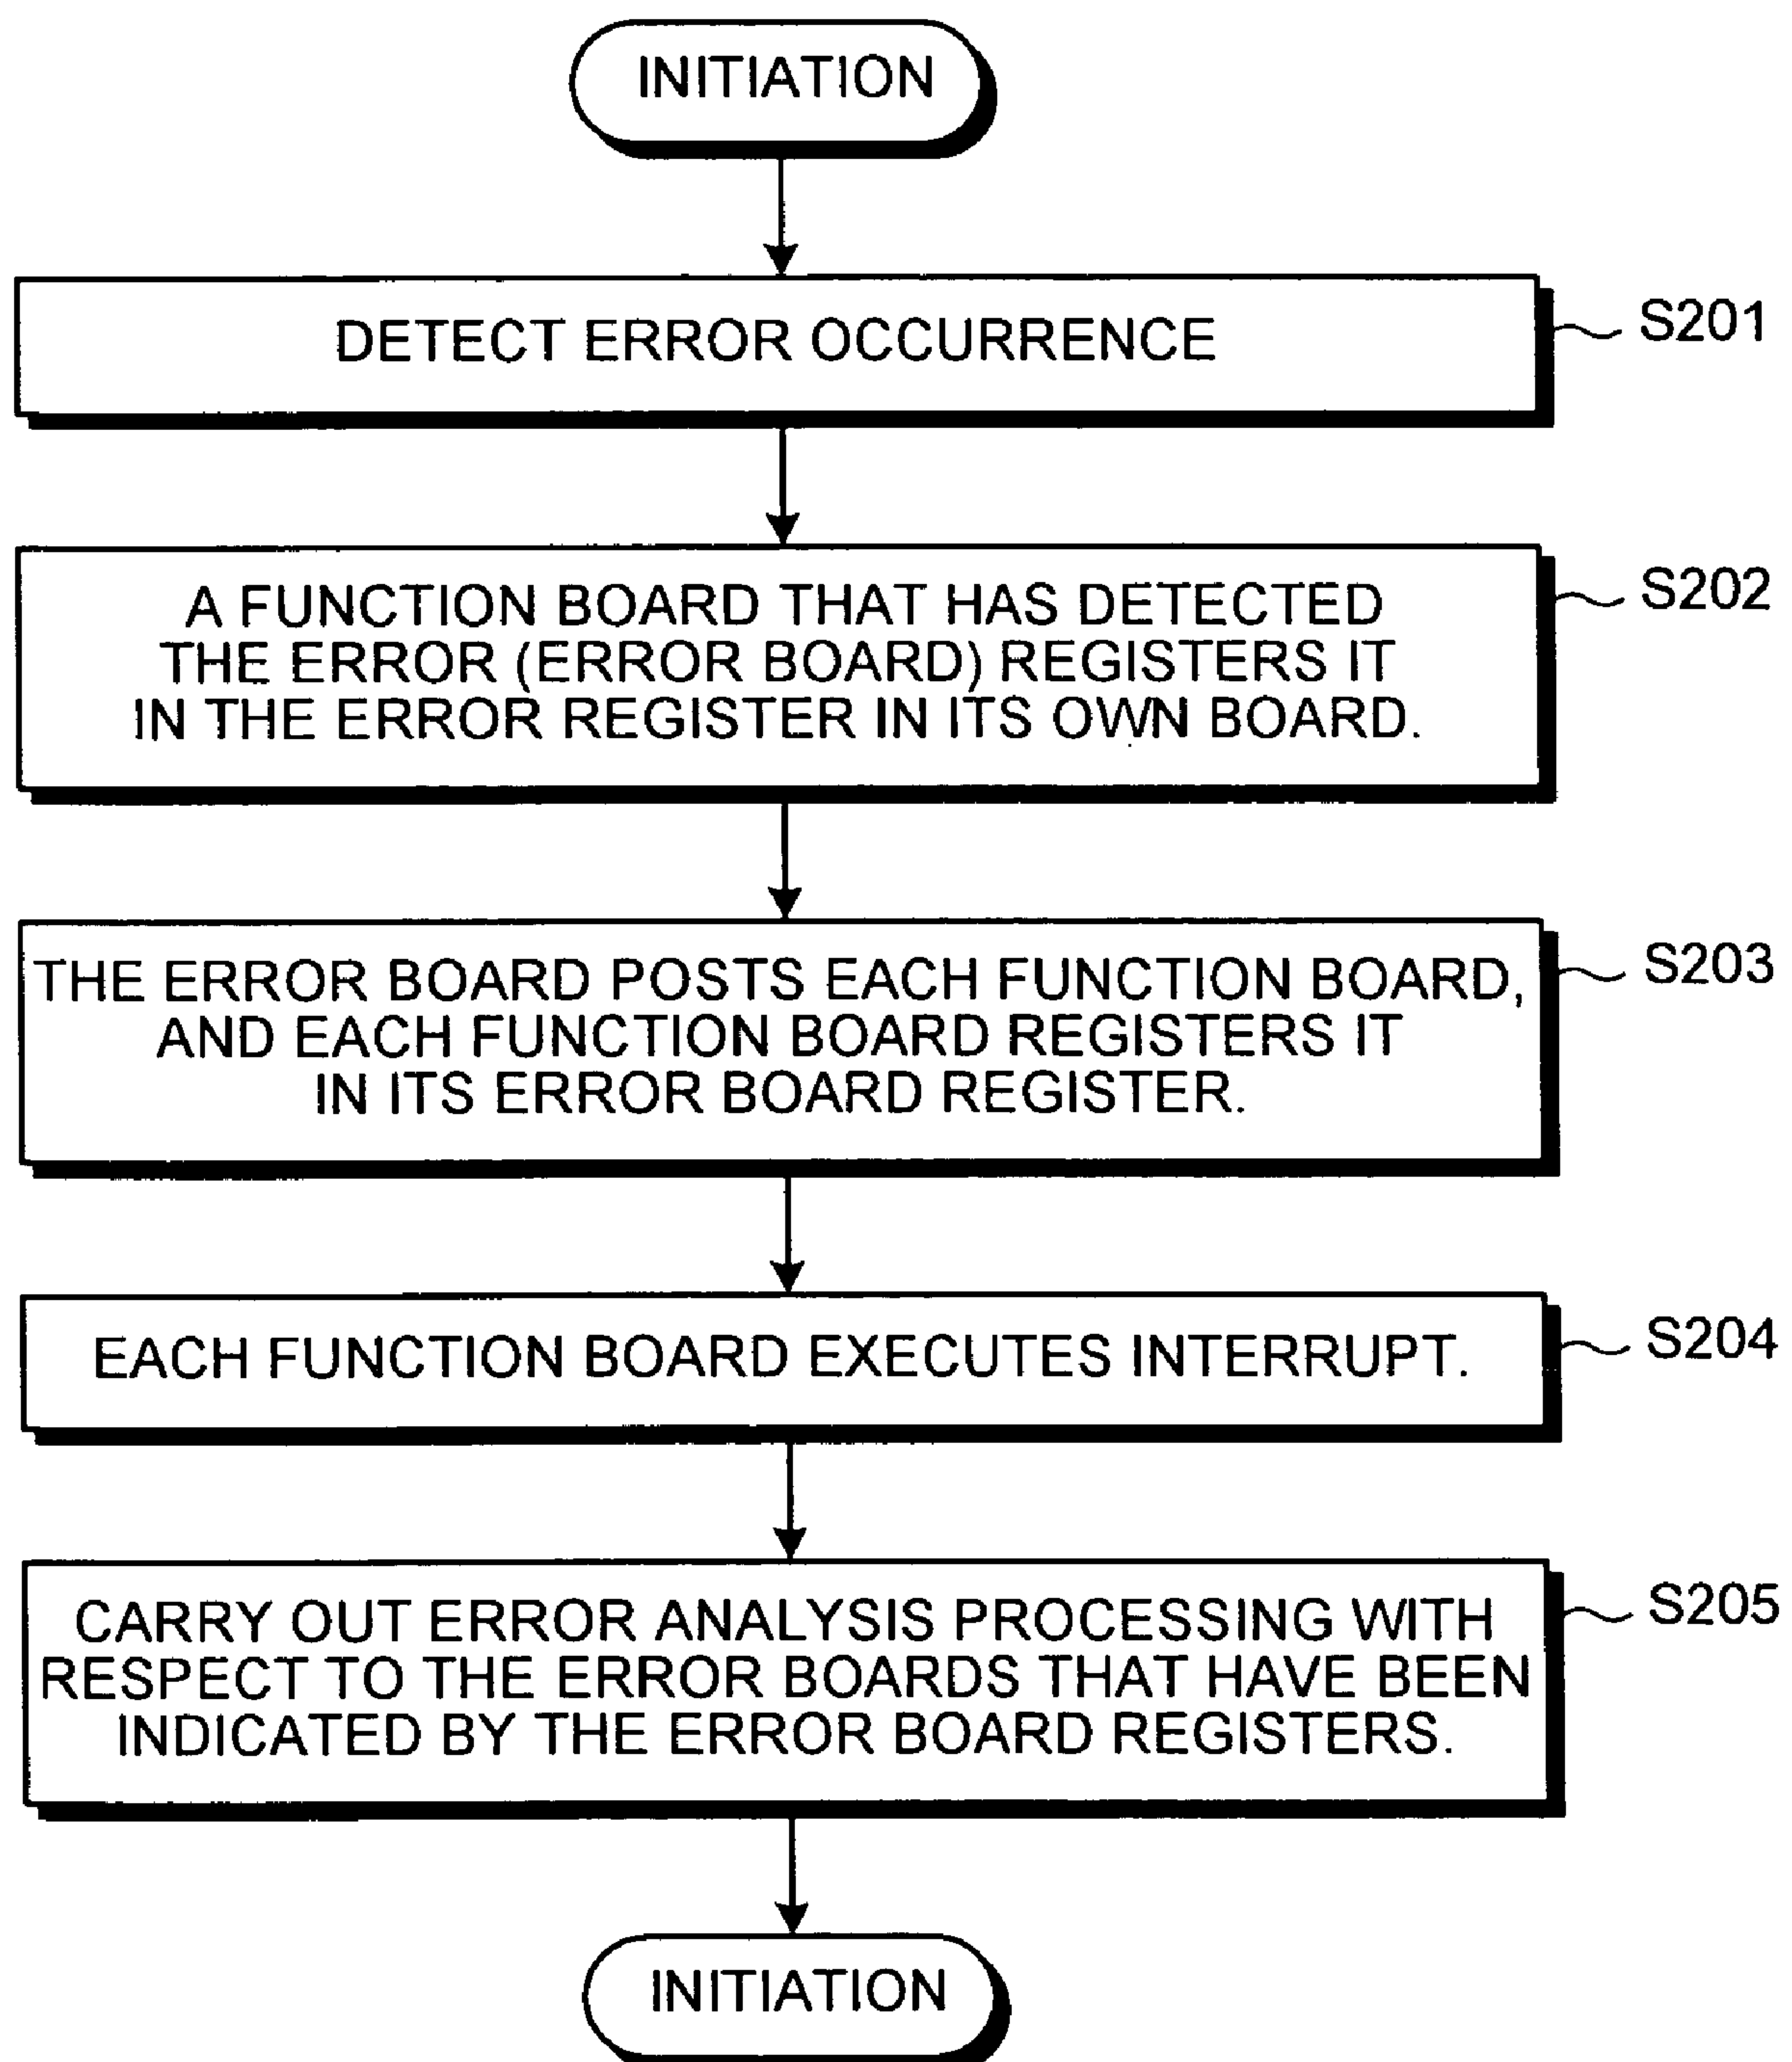 INITIATION
DETECT ERROR OCCURRENCE
S201
A FUNCTION BOARD THAT HAS DETECTED
THE ERROR (ERROR BOARD) REGISTERS IT
IN THE ERROR REGISTER IN ITS OWN BOARD.
S202
THE ERROR BOARD POSTS EACH FUNCTION BOARD,
AND EACH FUNCTION BOARD REGISTERS IT
IN ITS ERROR BOARD REGISTER.
S203
EACH FUNCTION BOARD EXECUTES INTERRUPT.
S204
CARRY OUT ERROR ANALYSIS PROCESSING WITH
RESPECT TO THE ERROR BOARDS THAT HAVE BEEN
INDICATED BY THE ERROR BOARD REGISTERS.
S205
INITIATION